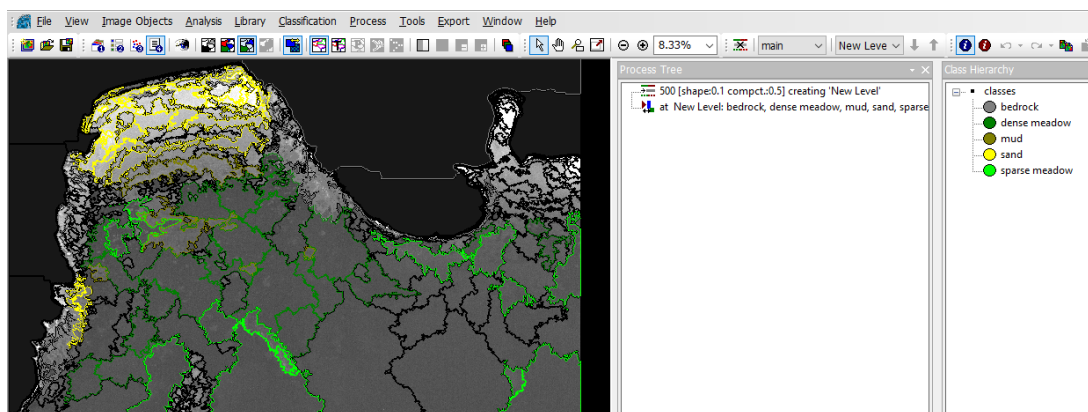 File View Image Objects Analysis Library Classification Process Tools Export Window Help
8.33% main New Leve
Process Tree Class Hierarchy
500 [shape:0.1 compct.:0.5] creating 'New Level'
at New Level: bedrock, dense meadow, mud, sand, sparse
classes
bedrock
dense meadow
mud
sand
sparse meadow